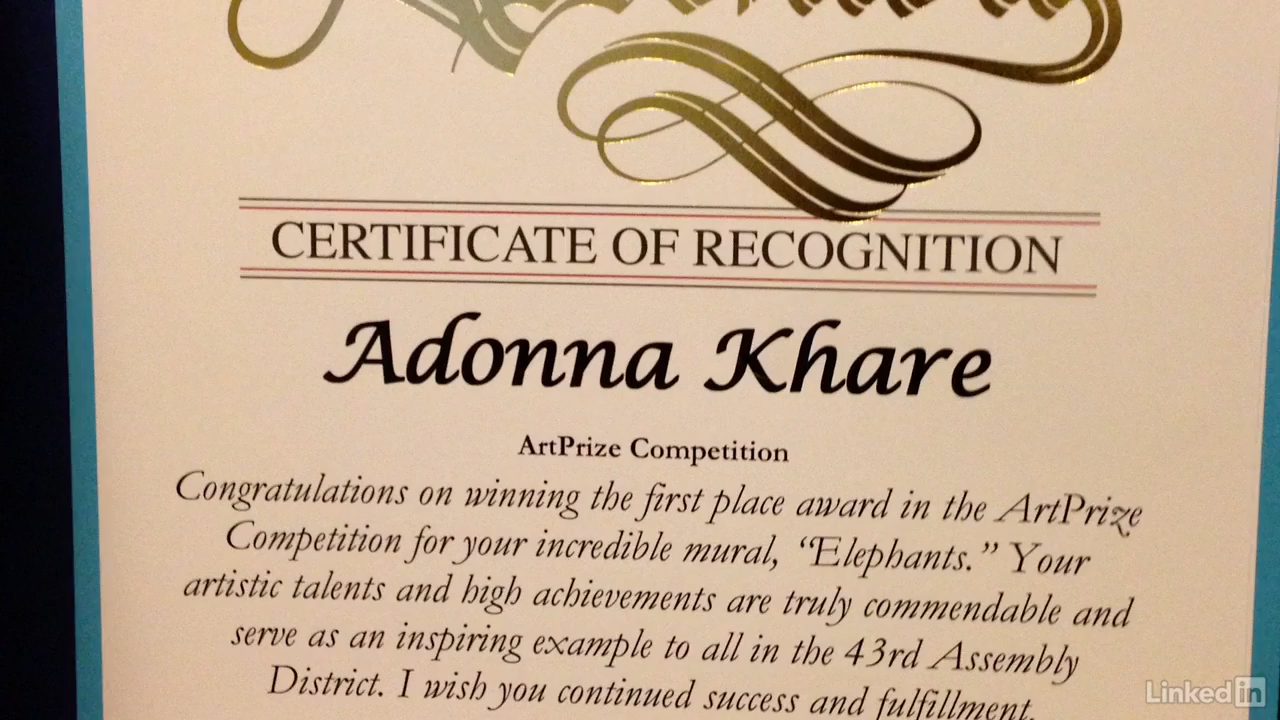 CERTIFICATE OF RECOGNITION
Adonna Khare
ArtPrize Competition
Congratulations on winning the first place award in the ArtPrize
Competition for your incredible mural, “Elephants.” Your
artistic talents and high achievements are truly commendable and
serve as an inspiring example to all in the 43rd Assembly
District. I wish you continued success and fulfillment.
LinkedIn